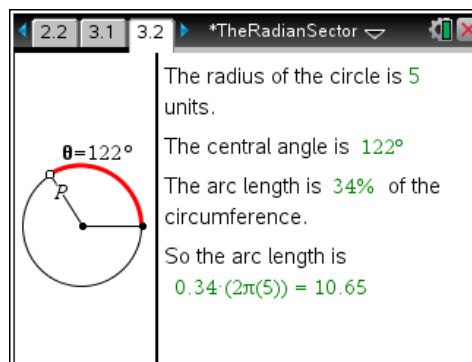 2.2 3.1 3.2 *TheRadianSector
The radius of the circle is 5
units.
The central angle is 122°
The arc length is 34% of the
circumference.
So the arc length is
0.34·(2π(5)) = 10.65
θ=122°
P